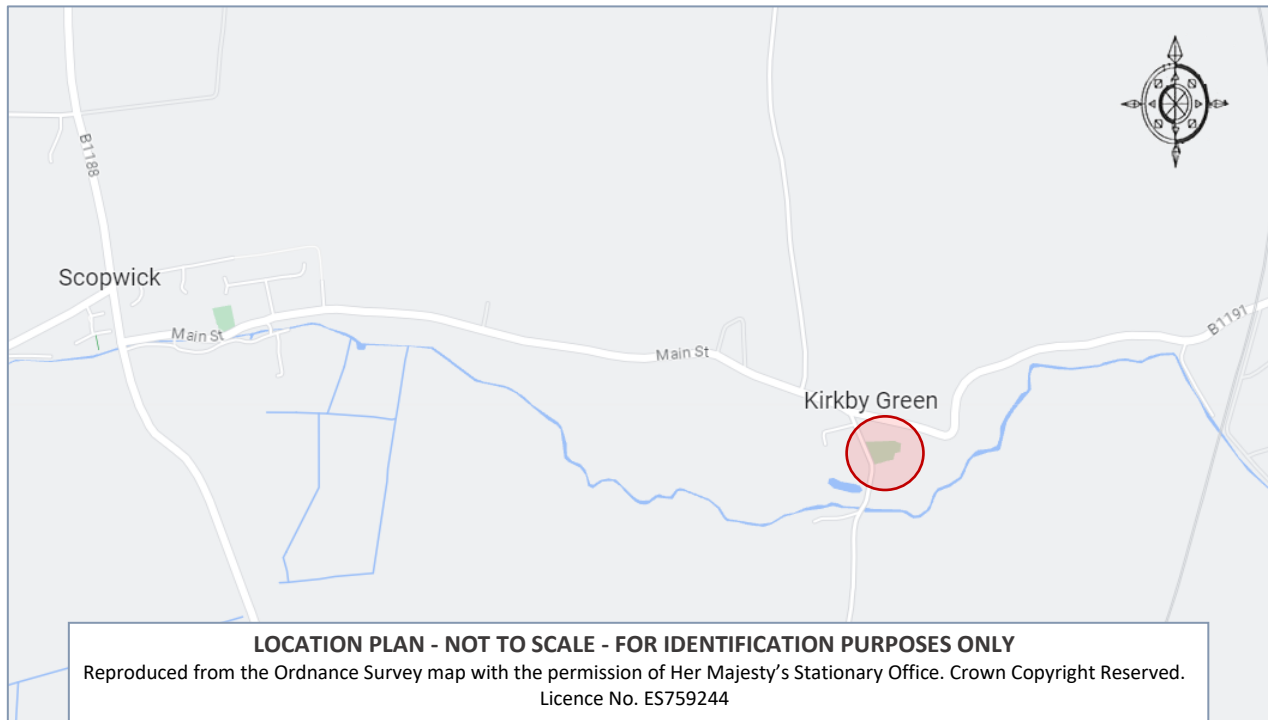 B1188
Scopwick
Main St
Main St
B1191
Kirkby Green
LOCATION PLAN - NOT TO SCALE - FOR IDENTIFICATION PURPOSES ONLY
Reproduced from the Ordnance Survey map with the permission of Her Majesty’s Stationary Office. Crown Copyright Reserved.
Licence No. ES759244